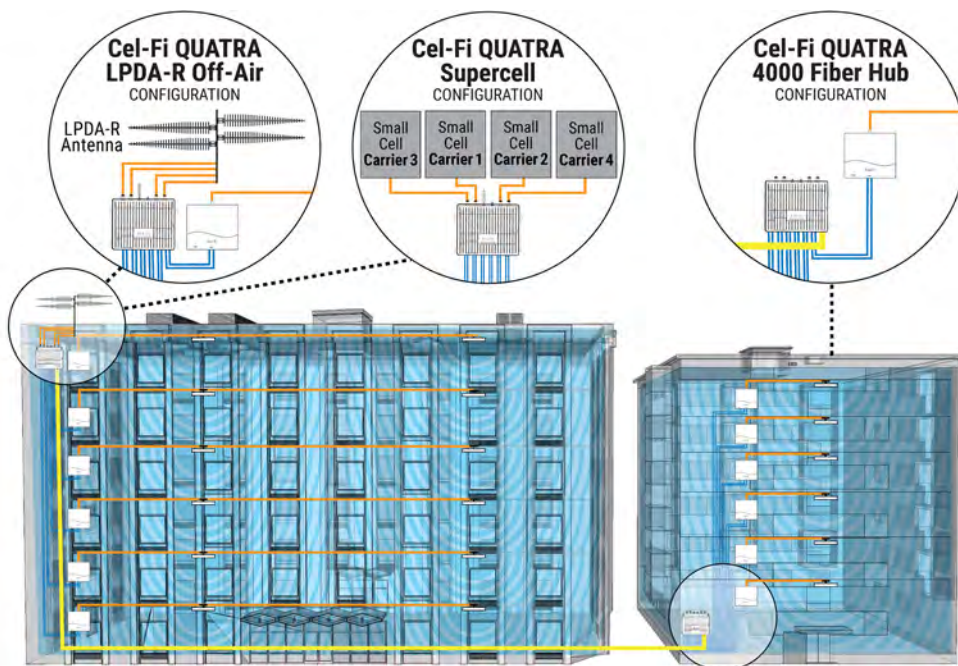 Cel-Fi QUATRA
LPDA-R Off-Air
CONFIGURATION
LPDA-R
Antenna
Cel-Fi QUATRA
Supercell
CONFIGURATION
Small
Cell
Carrier 3
Small
Cell
Carrier 1
Small
Cell
Carrier 2
Small
Cell
Carrier 4
Cel-Fi QUATRA
4000 Fiber Hub
CONFIGURATION